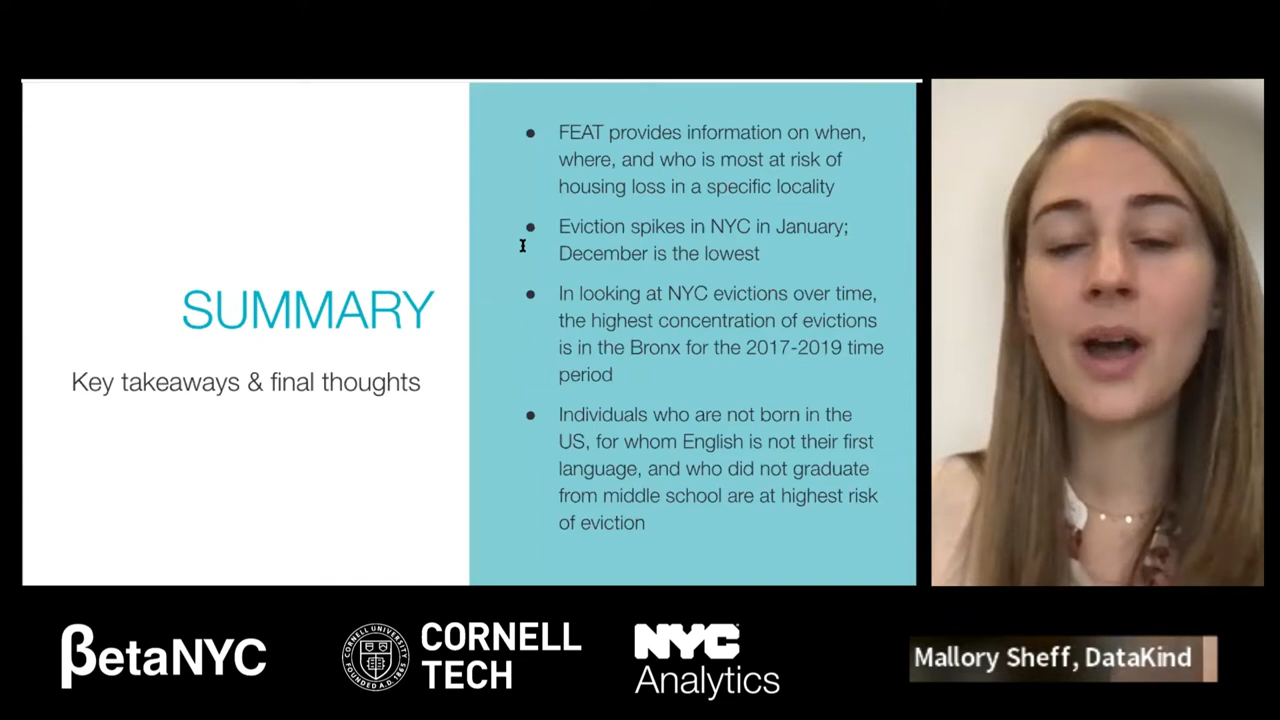 SUMMARY
Key takeaways & final thoughts
● FEAT provides information on when,
where, and who is most at risk of
housing loss in a specific locality
● Eviction spikes in NYC in January;
December is the lowest
● In looking at NYC evictions over time,
the highest concentration of evictions
is in the Bronx for the 2017-2019 time
period
● Individuals who are not born in the
US, for whom English is not their first
language, and who did not graduate
from middle school are at highest risk
of eviction
βetaNYC
CORNELL UNIVERSITY
FOUNDED A.D. 1865
CORNELL
TECH
NYC
Analytics
Mallory Sheff, DataKind